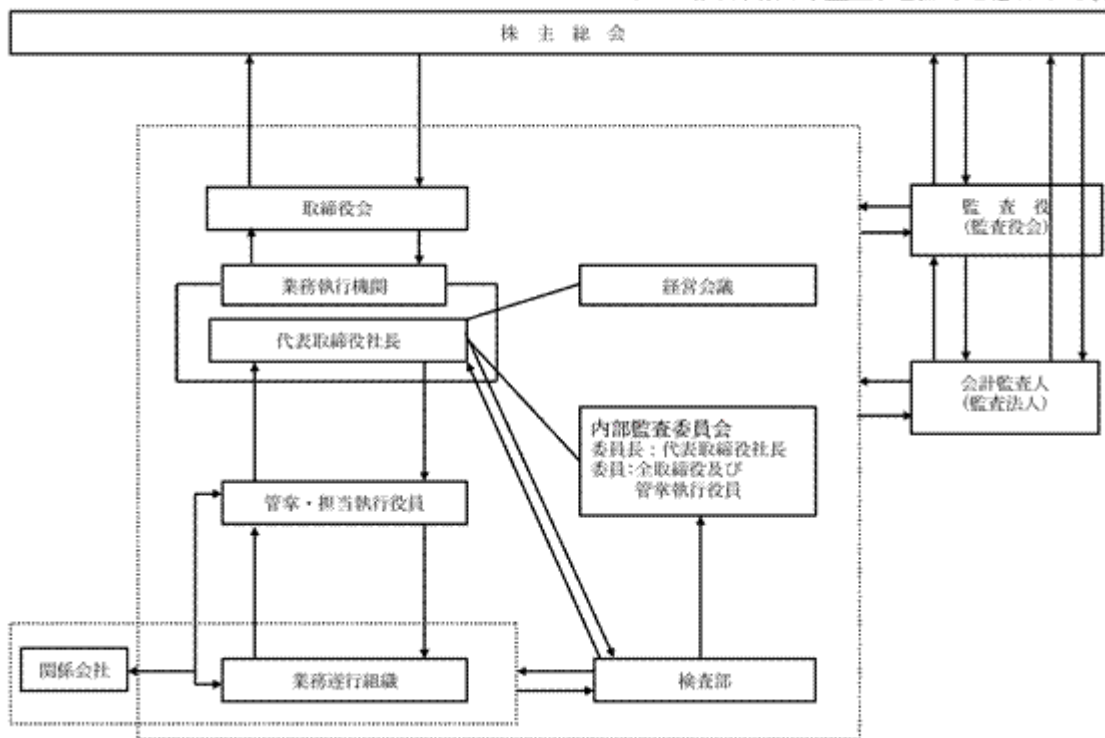 株主総会
取締役会
監査役
(監査役会)
業務執行機関
経営会議
代表取締役社長
会計監査人
(監査法人)
内部監査委員会
委員長：代表取締役社長
委員：全取締役及び
管掌執行役員
管掌・担当執行役員
関係会社
業務遂行組織
検査部